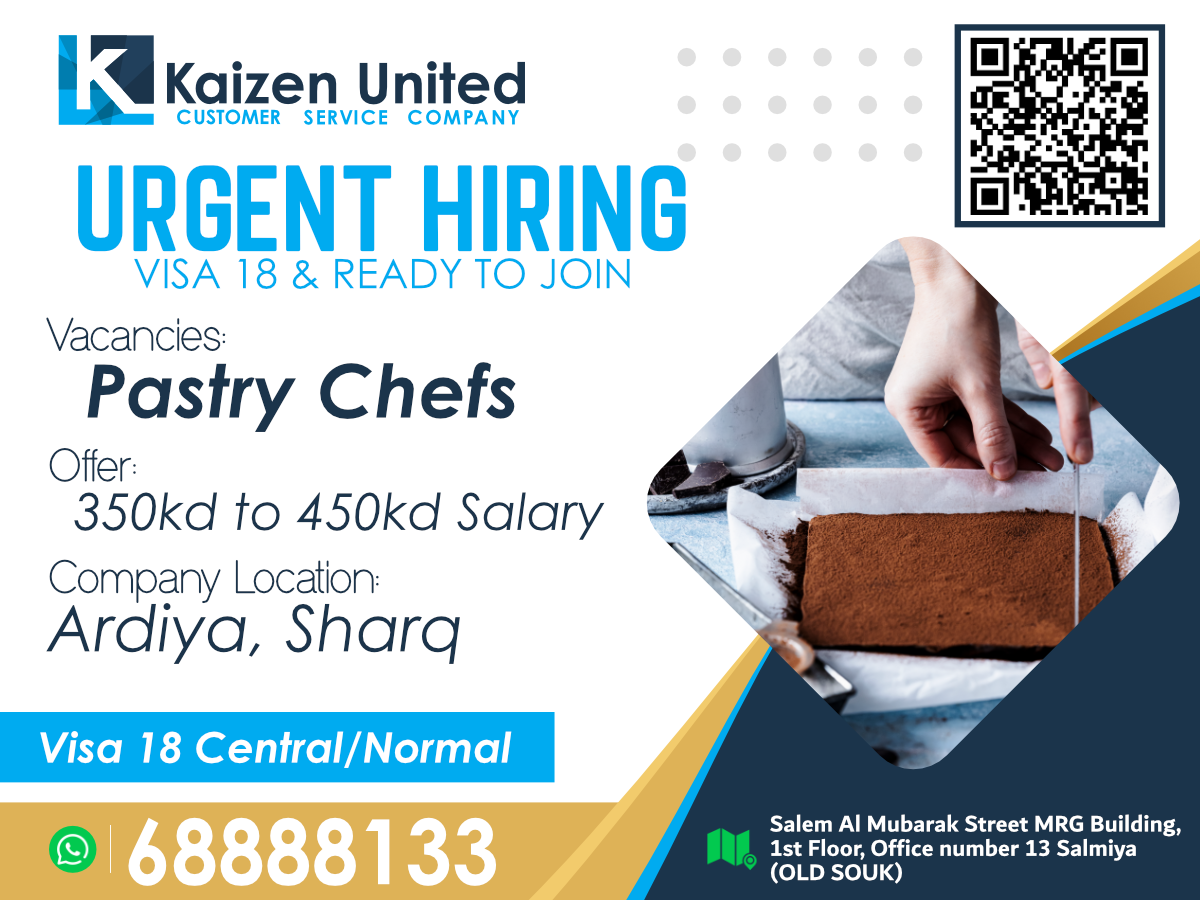 K Kaizen United
CUSTOMER SERVICE COMPANY
URGENT HIRING
VISA 18 & READY TO JOIN
Vacancies:
Pastry Chefs
Offer:
350kd to 450kd Salary
Company Location:
Ardiya, Sharq
Visa 18 Central/Normal
68888133
Salem Al Mubarak Street MRG Building,
1st Floor, Office number 13 Salmiya
(OLD SOUK)